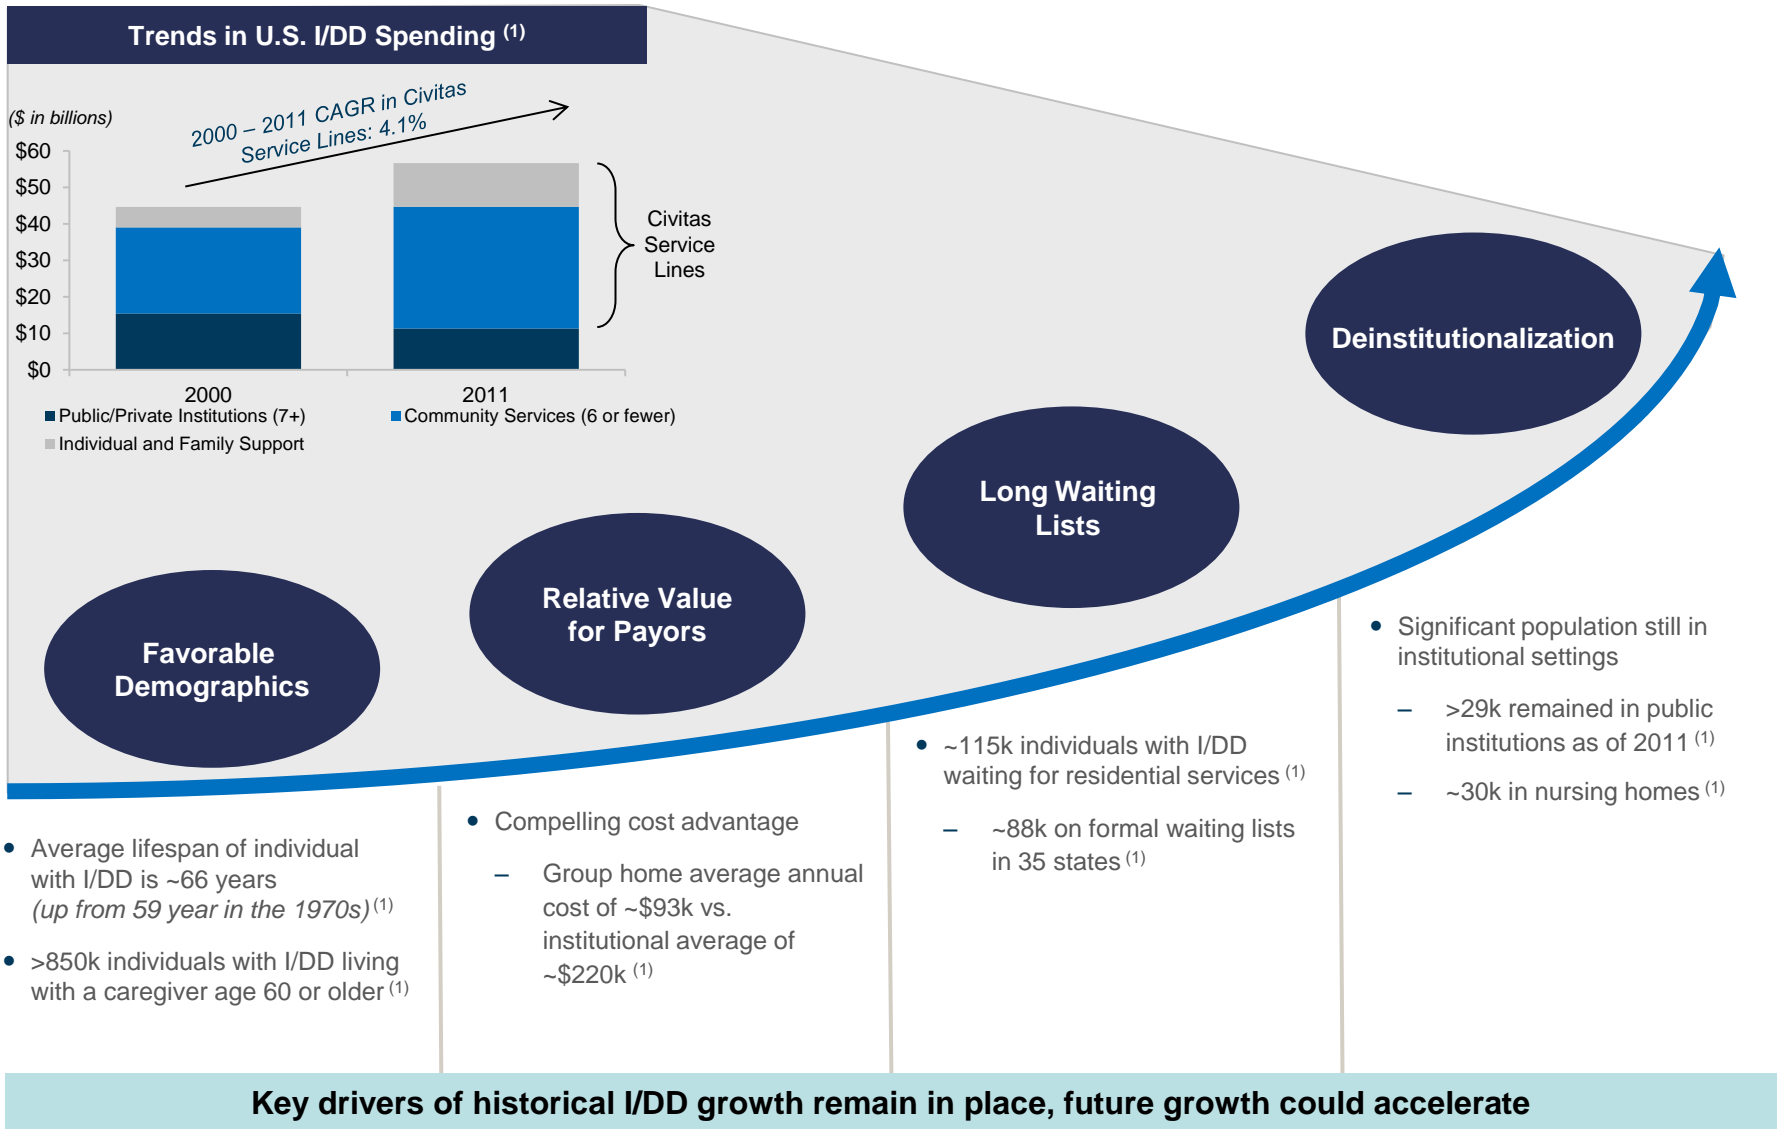 Trends in U.S. I/DD Spending (1)
($ in billions)
2000 – 2011 CAGR in Civitas
Service Lines: 4.1%
$60
$50
$40
$30
$20
$10
$0
2000
2011
Civitas
Service
Lines
Public/Private Institutions (7+)
Community Services (6 or fewer)
Individual and Family Support
Favorable
Demographics
Relative Value
for Payors
Long Waiting
Lists
Deinstitutionalization
• Average lifespan of individual
with I/DD is ~66 years
(up from 59 year in the 1970s) (1)
• >850k individuals with I/DD living
with a caregiver age 60 or older (1)
• Compelling cost advantage
– Group home average annual
cost of ~$93k vs.
institutional average of
~$220k (1)
• ~115k individuals with I/DD
waiting for residential services (1)
– ~88k on formal waiting lists
in 35 states (1)
• Significant population still in
institutional settings
– >29k remained in public
institutions as of 2011 (1)
– ~30k in nursing homes (1)
Key drivers of historical I/DD growth remain in place, future growth could accelerate